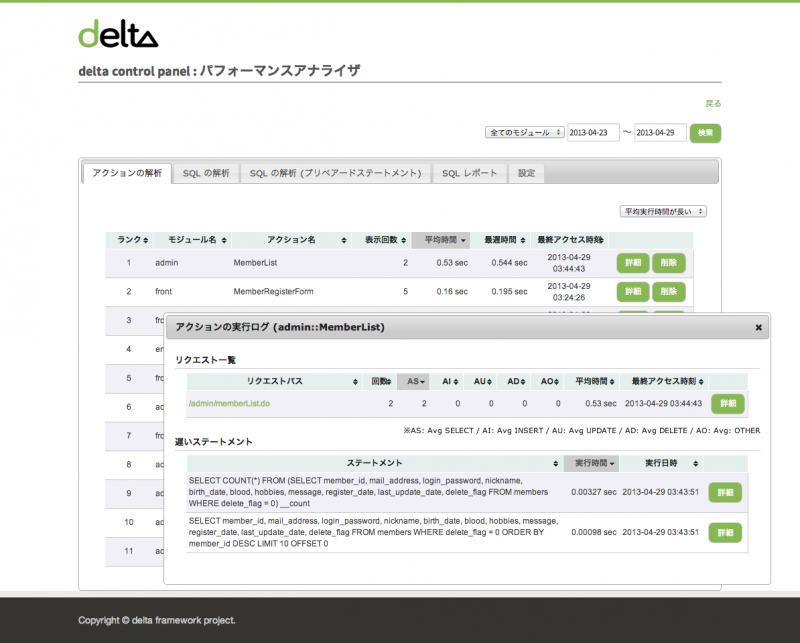 delta
delta control panel : パフォーマンスアナライザ
戻る
全てのモジュール 2013-04-23 ～ 2013-04-29 検索
アクションの解析 SQL の解析 SQL の解析 (プリペアードステートメント) SQL レポート 設定
平均実行時間が長い
ランク モジュール名 アクション名 表示回数 平均時間 最遅時間 最終アクセス時刻
1 admin MemberList 2 0.53 sec 0.544 sec 2013-04-29 03:44:43 詳細 削除
2 front MemberRegisterForm 5 0.16 sec 0.195 sec 2013-04-29 03:24:26 詳細 削除
3
4
5
6
7
8
9
10
11
アクションの実行ログ (admin::MemberList)
リクエスト一覧
リクエストパス 回数 AS AI AU AD AO 平均時間 最終アクセス時刻
/admin/memberList.do 2 2 0 0 0 0 0.53 sec 2013-04-29 03:44:43 詳細
※AS: Avg SELECT / AI: Avg INSERT / AU: Avg UPDATE / AD: Avg DELETE / AO: Avg: OTHER
遅いステートメント
ステートメント 実行時間 実行日時
SELECT COUNT(*) FROM (SELECT member_id, mail_address, login_password, nickname,
birth_date, blood, hobbies, message, register_date, last_update_date, delete_flag FROM members
WHERE delete_flag = 0) __count
0.00327 sec 2013-04-29 03:43:51 詳細
SELECT member_id, mail_address, login_password, nickname, birth_date, blood, hobbies, message,
register_date, last_update_date, delete_flag FROM members WHERE delete_flag = 0 ORDER BY
member_id DESC LIMIT 10 OFFSET 0
0.00098 sec 2013-04-29 03:43:51 詳細
Copyright © delta framework project.